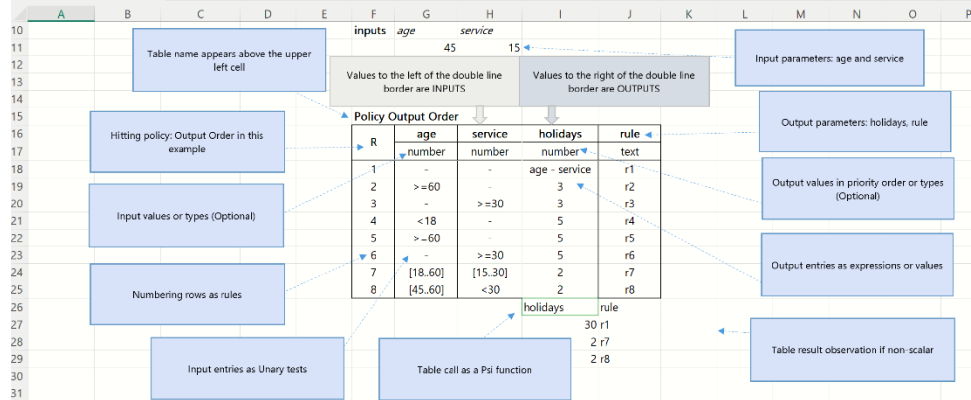 A B C D E F G H I J K L M N O P
10 inputs age service
11 45 15
12
13
14
15 Policy Output Order
16 R age service holidays rule
17 number number number text
18 1 - - age - service r1
19 2 >=60 - 3 r2
20 3 - >=30 3 r3
21 4 <18 - 5 r4
22 5 >=60 - 5 r5
23 6 - >=30 5 r6
24 7 [18..60] [15..30] 2 r7
25 8 [45..60] <30 2 r8
26 holidays rule
27 30 r1
28 2 r7
29 2 r8
30
31
Table name appears above the upper
left cell
Input parameters: age and service
Values to the left of the double line
border are INPUTS
Values to the right of the double line
border are OUTPUTS
Hitting policy: Output Order in this
example
Output parameters: holidays, rule
Input values or types (Optional)
Output values in priority order or types
(Optional)
Numbering rows as rules
Output entries as expressions or values
Input entries as Unary tests
Table call as a Psi function
Table result observation if non-scalar